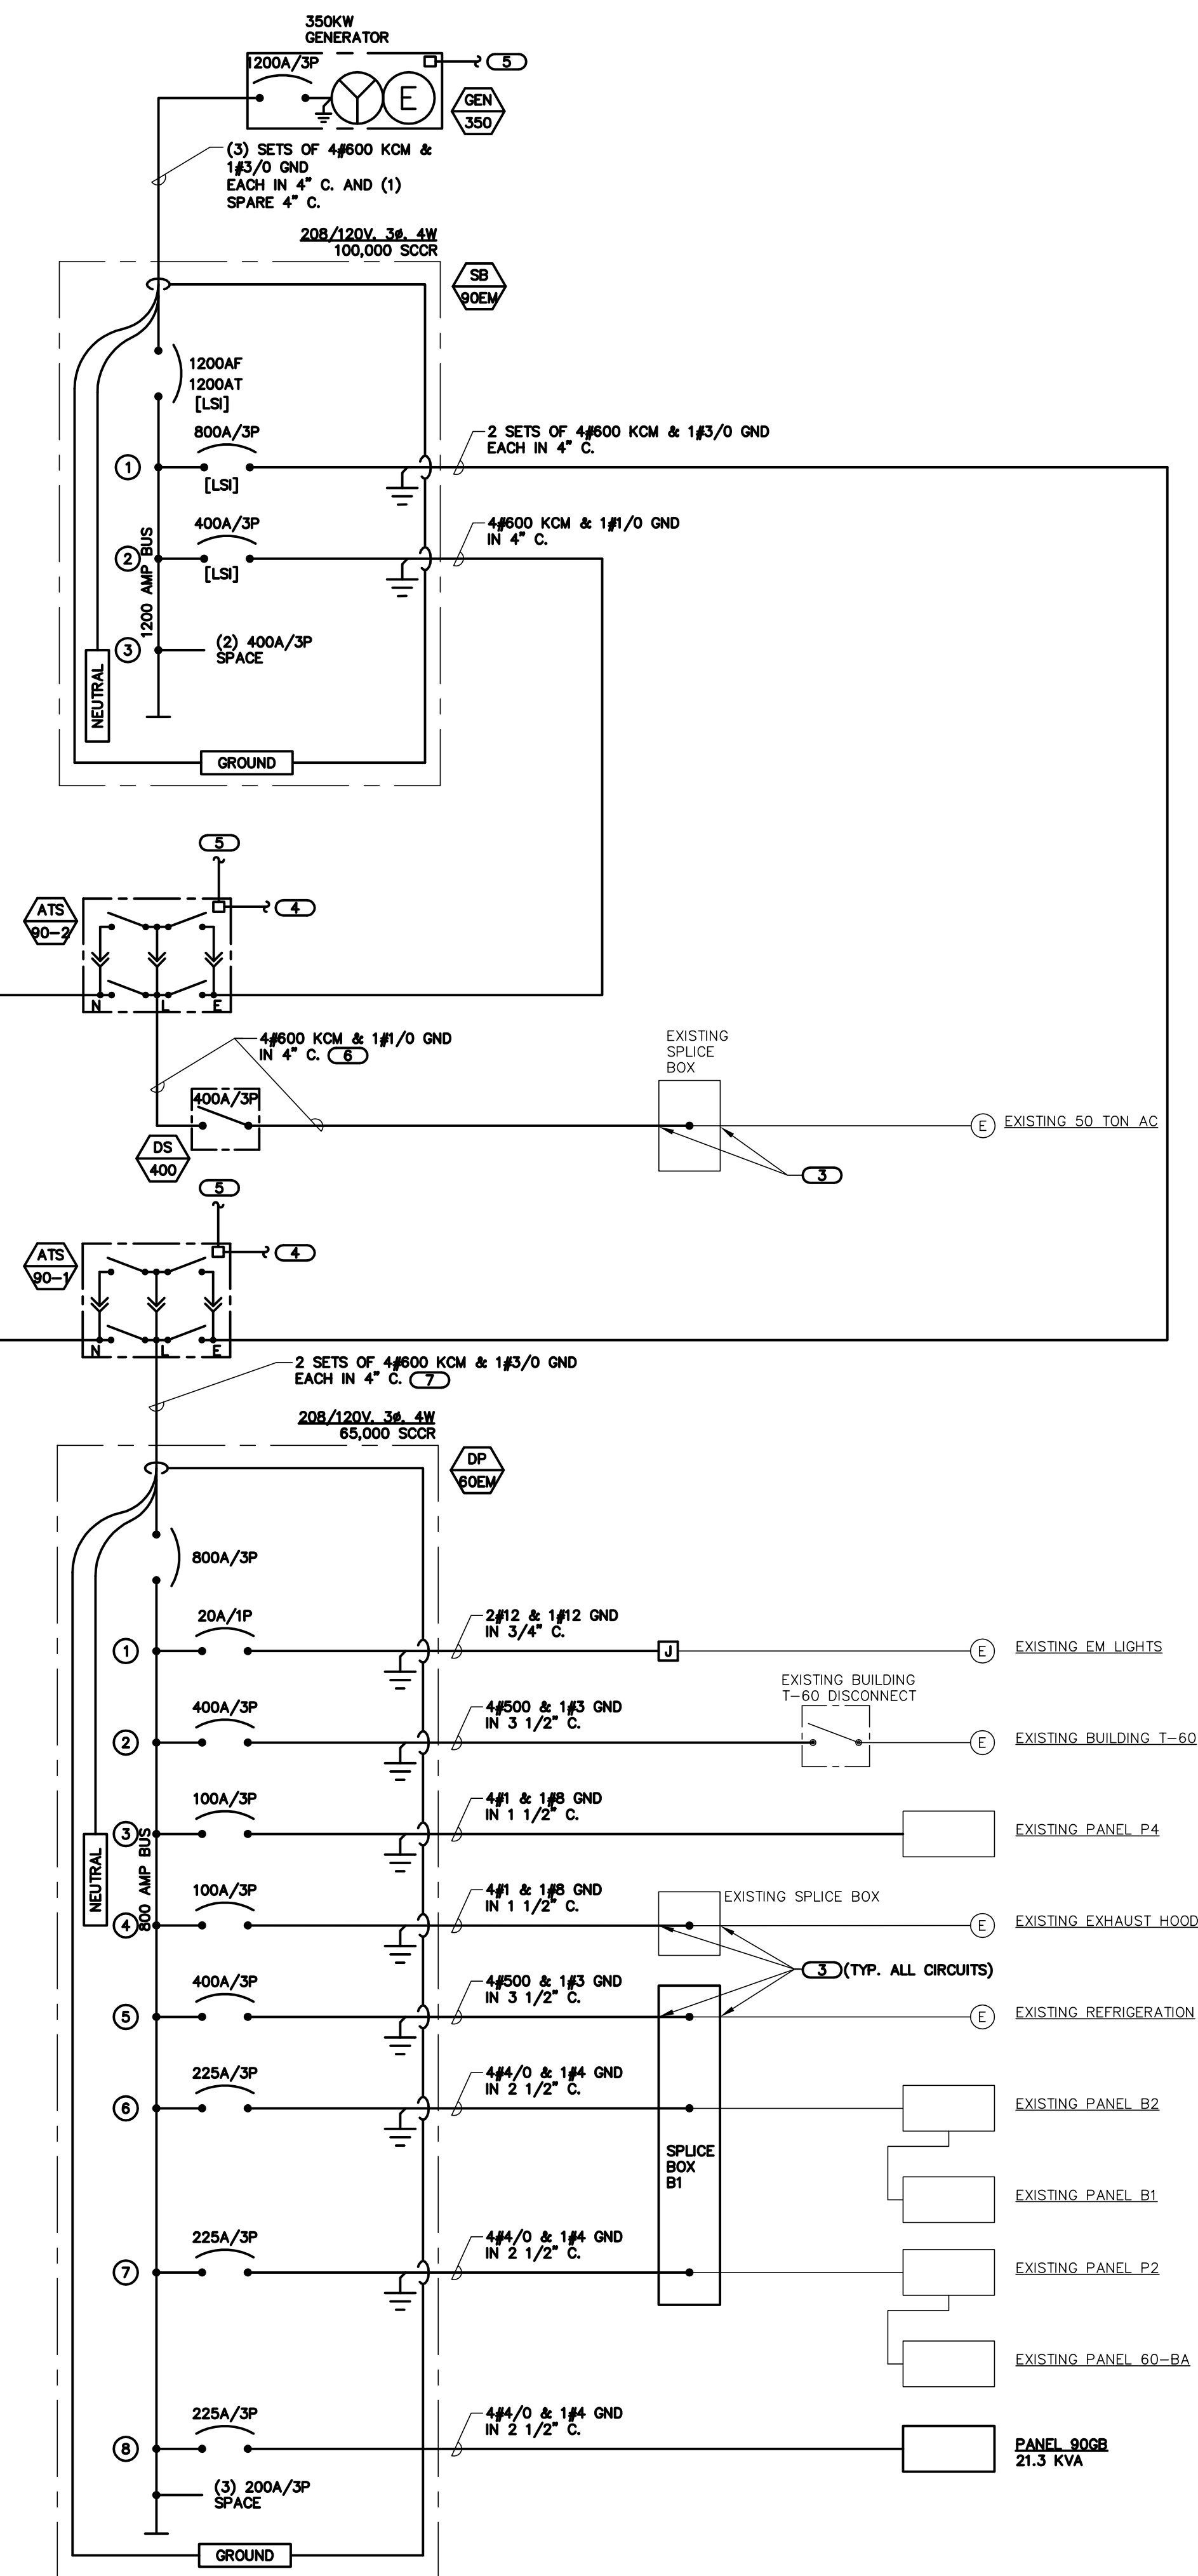 350KW
GENERATOR
1200A/3P
5
E
GEN
350
(3) SETS OF 4#600 KCM &
1#3/0 GND
EACH IN 4" C. AND (1)
SPARE 4" C.
208/120V, 3ø, 4W
100,000 SCCR
SB
90EM
1200AF
1200AT
[LSI]
800A/3P
2 SETS OF 4#600 KCM & 1#3/0 GND
EACH IN 4" C.
1
[LSI]
400A/3P
4#600 KCM & 1#1/0 GND
IN 4" C.
2
[LSI]
1200 AMP BUS
3
(2) 400A/3P
SPACE
NEUTRAL
GROUND
5
ATS
90-2
4
N
L
E
4#600 KCM & 1#1/0 GND
IN 4" C. 6
EXISTING
SPLICE
BOX
400A/3P
E
EXISTING 50 TON AC
DS
400
3
5
ATS
90-1
4
N
L
E
2 SETS OF 4#600 KCM & 1#3/0 GND
EACH IN 4" C. 7
208/120V, 3ø, 4W
65,000 SCCR
DP
60EM
800A/3P
20A/1P
2#12 & 1#12 GND
IN 3/4" C.
1
J
E
EXISTING EM LIGHTS
EXISTING BUILDING
T-60 DISCONNECT
400A/3P
4#500 & 1#3 GND
IN 3 1/2" C.
2
E
EXISTING BUILDING T-60
100A/3P
4#1 & 1#8 GND
IN 1 1/2" C.
3
EXISTING PANEL P4
800 AMP BUS
NEUTRAL
100A/3P
4#1 & 1#8 GND
IN 1 1/2" C.
EXISTING SPLICE BOX
4
E
EXISTING EXHAUST HOOD
3 (TYP. ALL CIRCUITS)
400A/3P
4#500 & 1#3 GND
IN 3 1/2" C.
5
E
EXISTING REFRIGERATION
225A/3P
4#4/0 & 1#4 GND
IN 2 1/2" C.
6
EXISTING PANEL B2
SPLICE
BOX
B1
EXISTING PANEL B1
225A/3P
4#4/0 & 1#4 GND
IN 2 1/2" C.
7
EXISTING PANEL P2
EXISTING PANEL 60-BA
225A/3P
4#4/0 & 1#4 GND
IN 2 1/2" C.
8
PANEL 90GB
21.3 KVA
(3) 200A/3P
SPACE
GROUND